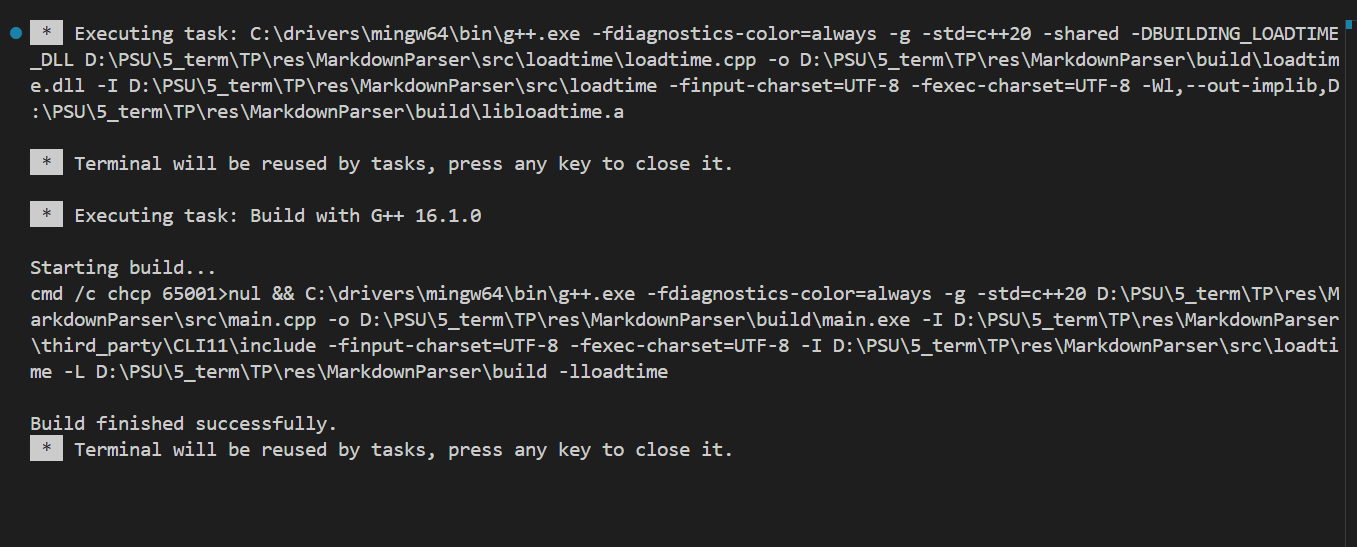 * Executing task: C:\drivers\mingw64\bin\g++.exe -fdiagnostics-color=always -g -std=c++20 -shared -DBUILDING_LOADTIME
_DLL D:\PSU\5_term\TP\res\MarkdownParser\src\loadtime\loadtime.cpp -o D:\PSU\5_term\TP\res\MarkdownParser\build\loadtim
e.dll -I D:\PSU\5_term\TP\res\MarkdownParser\src\loadtime -finput-charset=UTF-8 -fexec-charset=UTF-8 -Wl,--out-implib,D
:\PSU\5_term\TP\res\MarkdownParser\build\libloadtime.a
* Terminal will be reused by tasks, press any key to close it.
* Executing task: Build with G++ 16.1.0
Starting build...
cmd /c chcp 65001>nul && C:\drivers\mingw64\bin\g++.exe -fdiagnostics-color=always -g -std=c++20 D:\PSU\5_term\TP\res\M
arkdownParser\src\main.cpp -o D:\PSU\5_term\TP\res\MarkdownParser\build\main.exe -I D:\PSU\5_term\TP\res\MarkdownParser
\third_party\CLI11\include -finput-charset=UTF-8 -fexec-charset=UTF-8 -I D:\PSU\5_term\TP\res\MarkdownParser\src\loadti
me -L D:\PSU\5_term\TP\res\MarkdownParser\build -lloadtime
Build finished successfully.
* Terminal will be reused by tasks, press any key to close it.